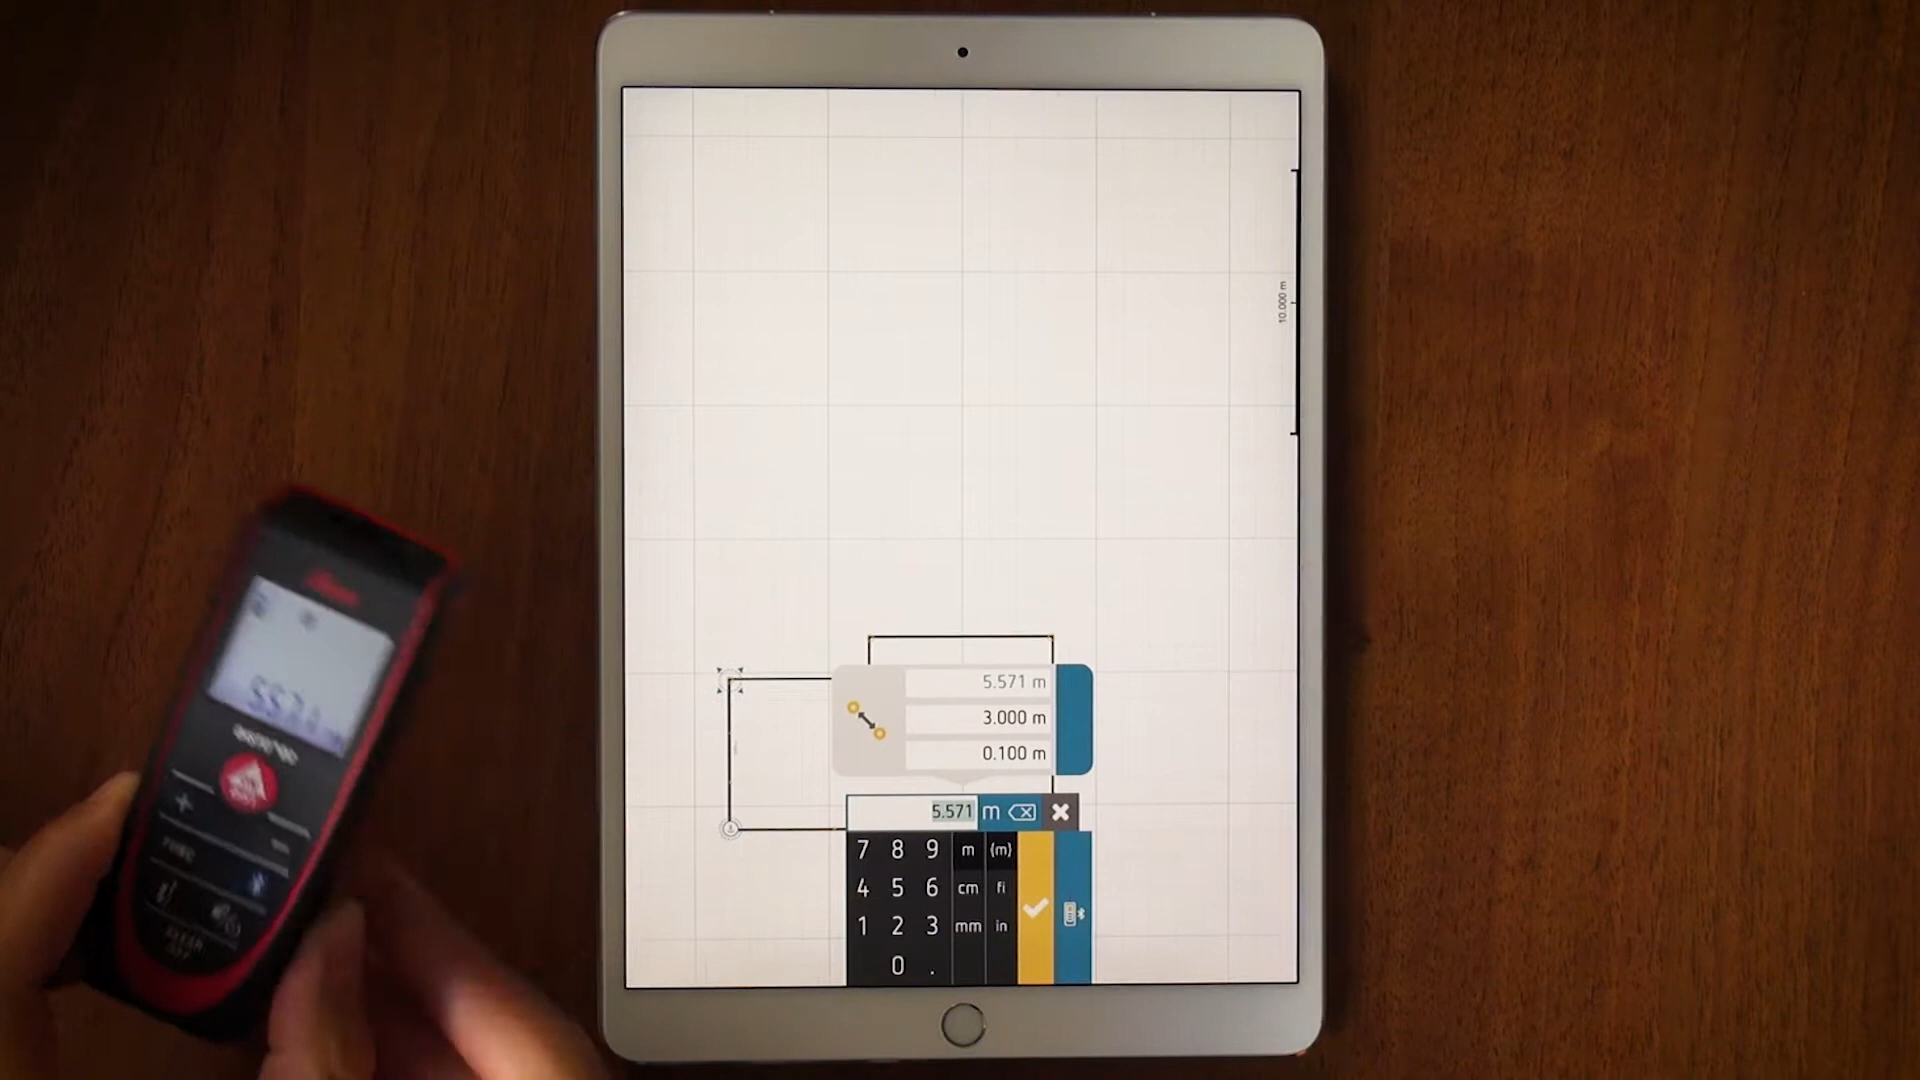 10.000 m
5.571 m
3.000 m
0.100 m
5.571 m
7 8 9 m (m)
4 5 6 cm fi
1 2 3 mm in
0 .